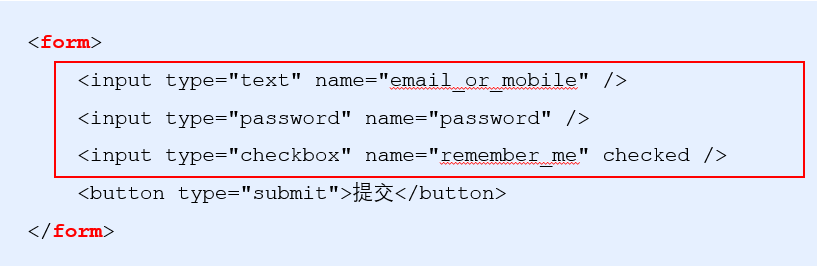 <form>
<input type="text" name="email_or_mobile" />
<input type="password" name="password" />
<input type="checkbox" name="remember_me" checked />
<button type="submit">提交</button>
</form>